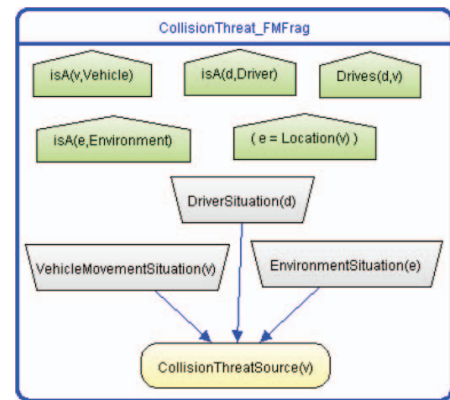 CollisionThreat_FMFrag
isA(v,Vehicle)
isA(d,Driver)
Drives(d,v)
isA(e,Environment)
( e = Location(v) )
DriverSituation(d)
VehicleMovementSituation(v)
EnvironmentSituation(e)
CollisionThreatSource(v)